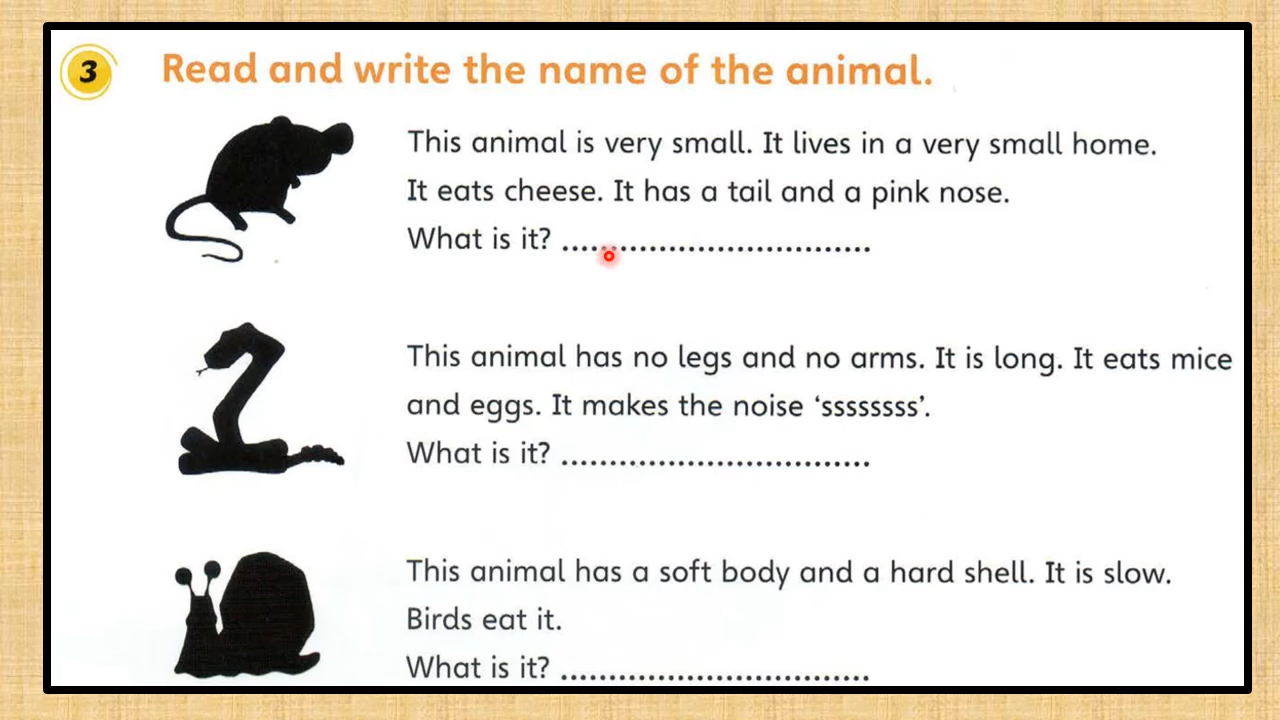 3 Read and write the name of the animal.
This animal is very small. It lives in a very small home.
It eats cheese. It has a tail and a pink nose.
What is it? ................................
This animal has no legs and no arms. It is long. It eats mice
and eggs. It makes the noise ‘ssssssss’.
What is it? ................................
This animal has a soft body and a hard shell. It is slow.
Birds eat it.
What is it? ................................